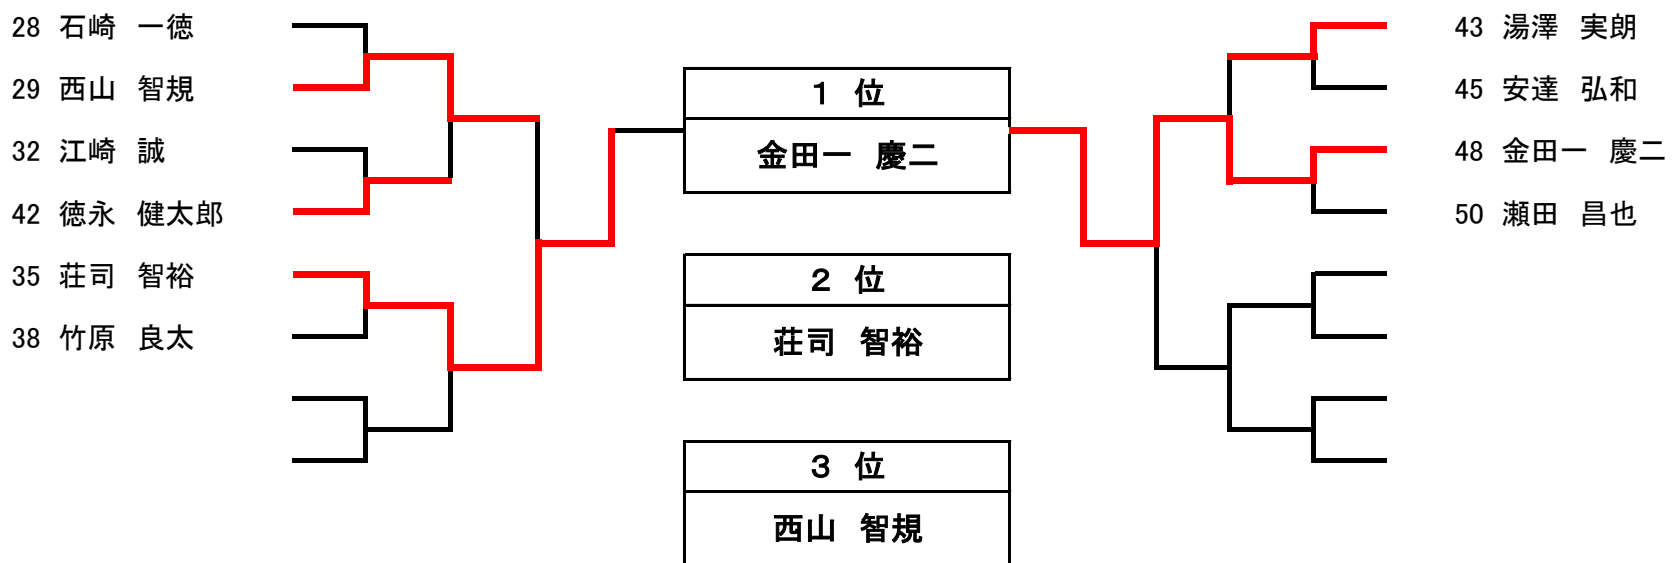 28 石崎 一徳
29 西山 智規
32 江崎 誠
42 徳永 健太郎
35 荘司 智裕
38 竹原 良太
1 位
金田一 慶二
2 位
荘司 智裕
3 位
西山 智規
43 湯澤 実朗
45 安達 弘和
48 金田一 慶二
50 瀬田 昌也